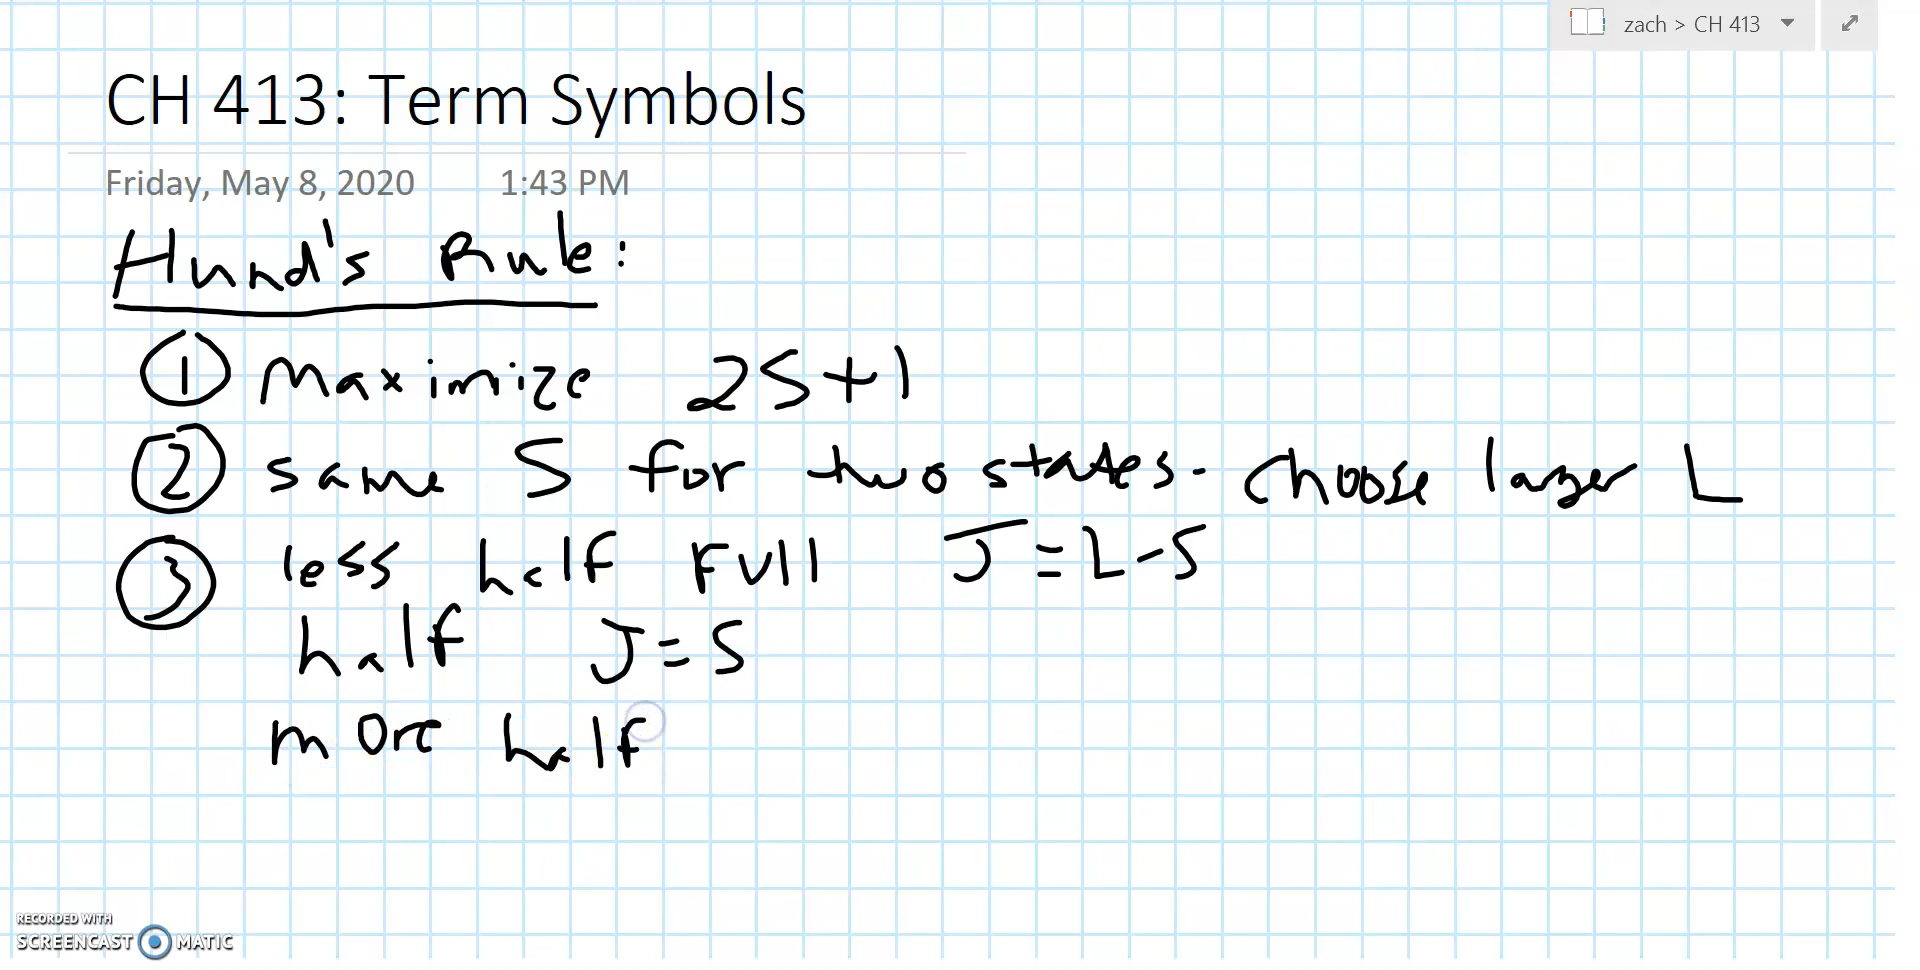 zach > CH 413
CH 413: Term Symbols
Friday, May 8, 2020 1:43 PM
Hund's Rule:
① Maximize 2S+1
② same S for two states. Choose larger L
③ less half full J=L-S
half J=S
more half
RECORDED WITH
SCREENCAST MATIC